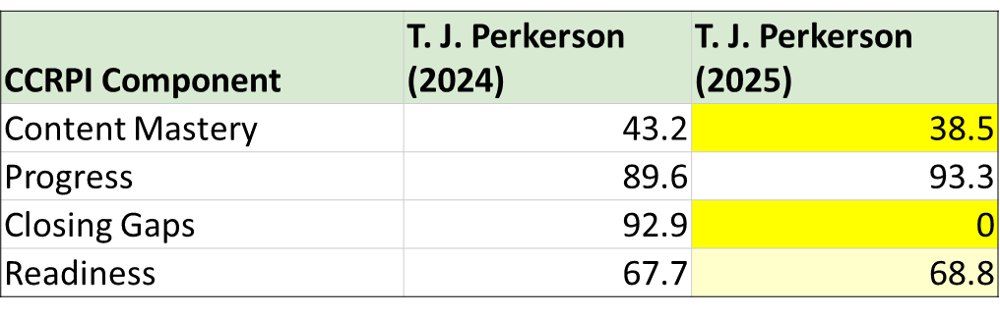 CCRPI Component T. J. Perkerson (2024) T. J. Perkerson (2025)
Content Mastery 43.2 38.5
Progress 89.6 93.3
Closing Gaps 92.9 0
Readiness 67.7 68.8